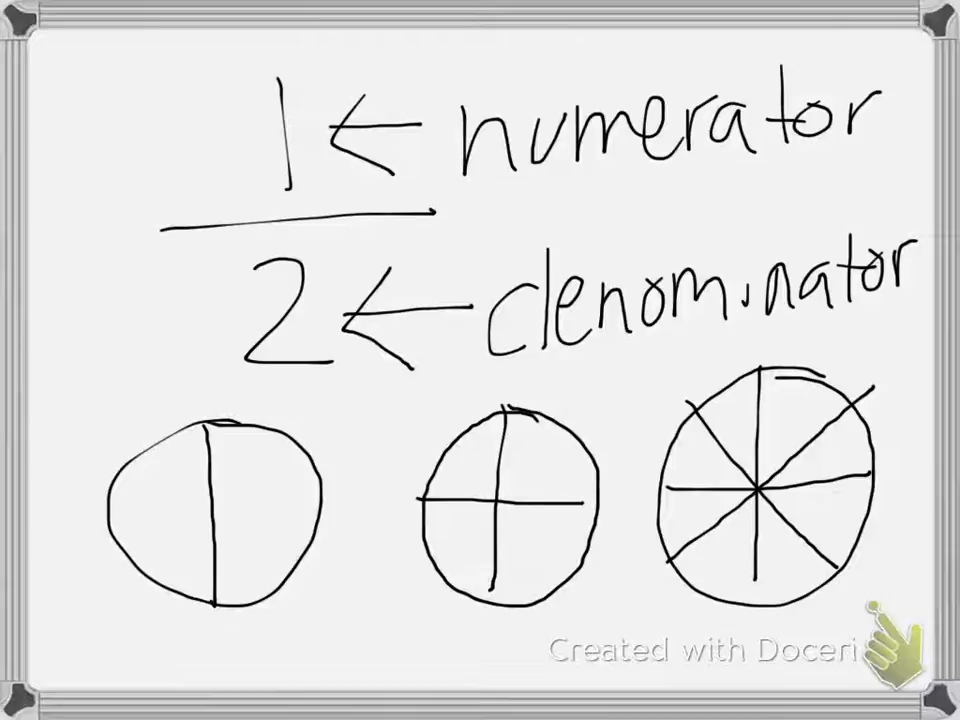 1 ← numerator
2 ← denominator
Created with Doceri